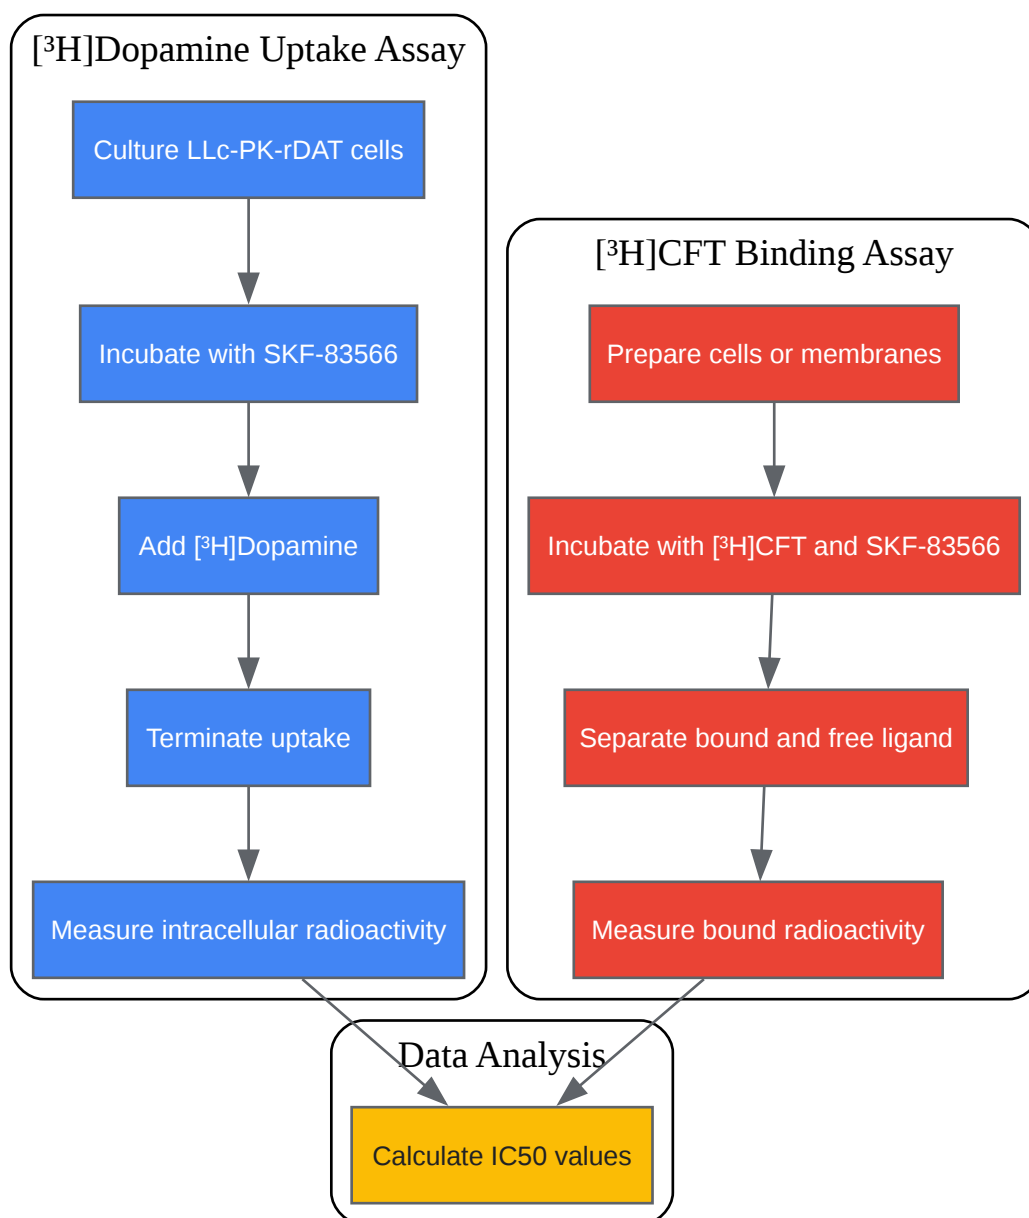 [³H]Dopamine Uptake Assay
Culture LLc-PK-rDAT cells
Incubate with SKF-83566
Add [³H]Dopamine
Terminate uptake
Measure intracellular radioactivity
[³H]CFT Binding Assay
Prepare cells or membranes
Incubate with [³H]CFT and SKF-83566
Separate bound and free ligand
Measure bound radioactivity
Data Analysis
Calculate IC50 values